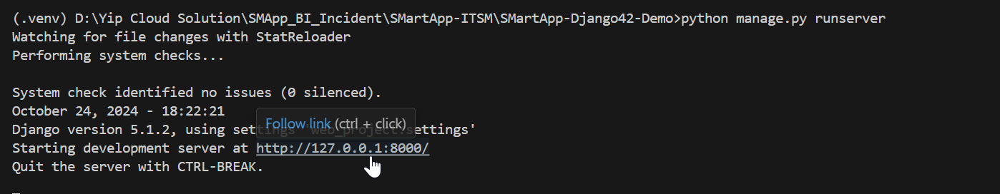 (.venv) D:\Yip Cloud Solution\SMApp_BI_Incident\SMartApp-ITSM\SMartApp-Django42-Demo>python manage.py runserver
Watching for file changes with StatReloader
Performing system checks...
System check identified no issues (0 silenced).
October 24, 2024 - 18:22:21
Follow link (ctrl + click)
Django version 5.1.2, using settings 'web_project.settings'
Starting development server at http://127.0.0.1:8000/
Quit the server with CTRL-BREAK.